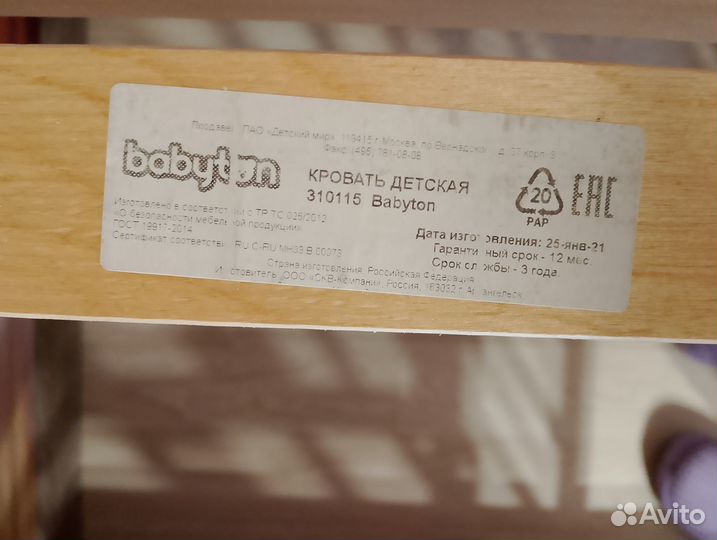 Продавец ПАО «Детский мир», 119415 г. Москва, пр. Вернадского, д. 37 корп. 3
Факс: (495) 781-08-08
babyton
КРОВАТЬ ДЕТСКАЯ
310115 Babyton
20
PAP
EAC
Изготовлено в соответствии с ТР ТС 025/2012
«О безопасности мебельной продукции»
ГОСТ 19917-2014
Сертификат соответствия RU C-RU.МН33.В.00073
Дата изготовления: 25-янв-21
Гарантийный срок - 12 мес.
Срок службы - 3 года.
Страна изготовления: Российская Федерация
Изготовитель: ООО «СКВ-Компани», Россия, 163032 г. Архангельск
Avito